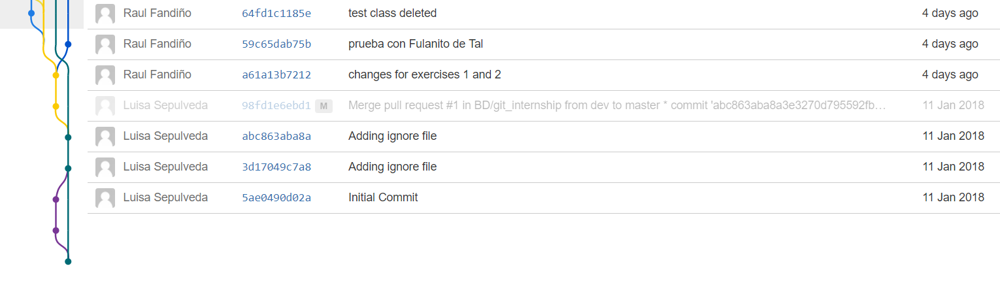 Raul Fandiño 64fd1c1185e test class deleted 4 days ago
Raul Fandiño 59c65dab75b prueba con Fulanito de Tal 4 days ago
Raul Fandiño a61a13b7212 changes for exercises 1 and 2 4 days ago
Luisa Sepulveda 98fd1e6ebd1 M Merge pull request #1 in BD/git_internship from dev to master * commit 'abc863aba8a3e3270d795592fb… 11 Jan 2018
Luisa Sepulveda abc863aba8a Adding ignore file 11 Jan 2018
Luisa Sepulveda 3d17049c7a8 Adding ignore file 11 Jan 2018
Luisa Sepulveda 5ae0490d02a Initial Commit 11 Jan 2018